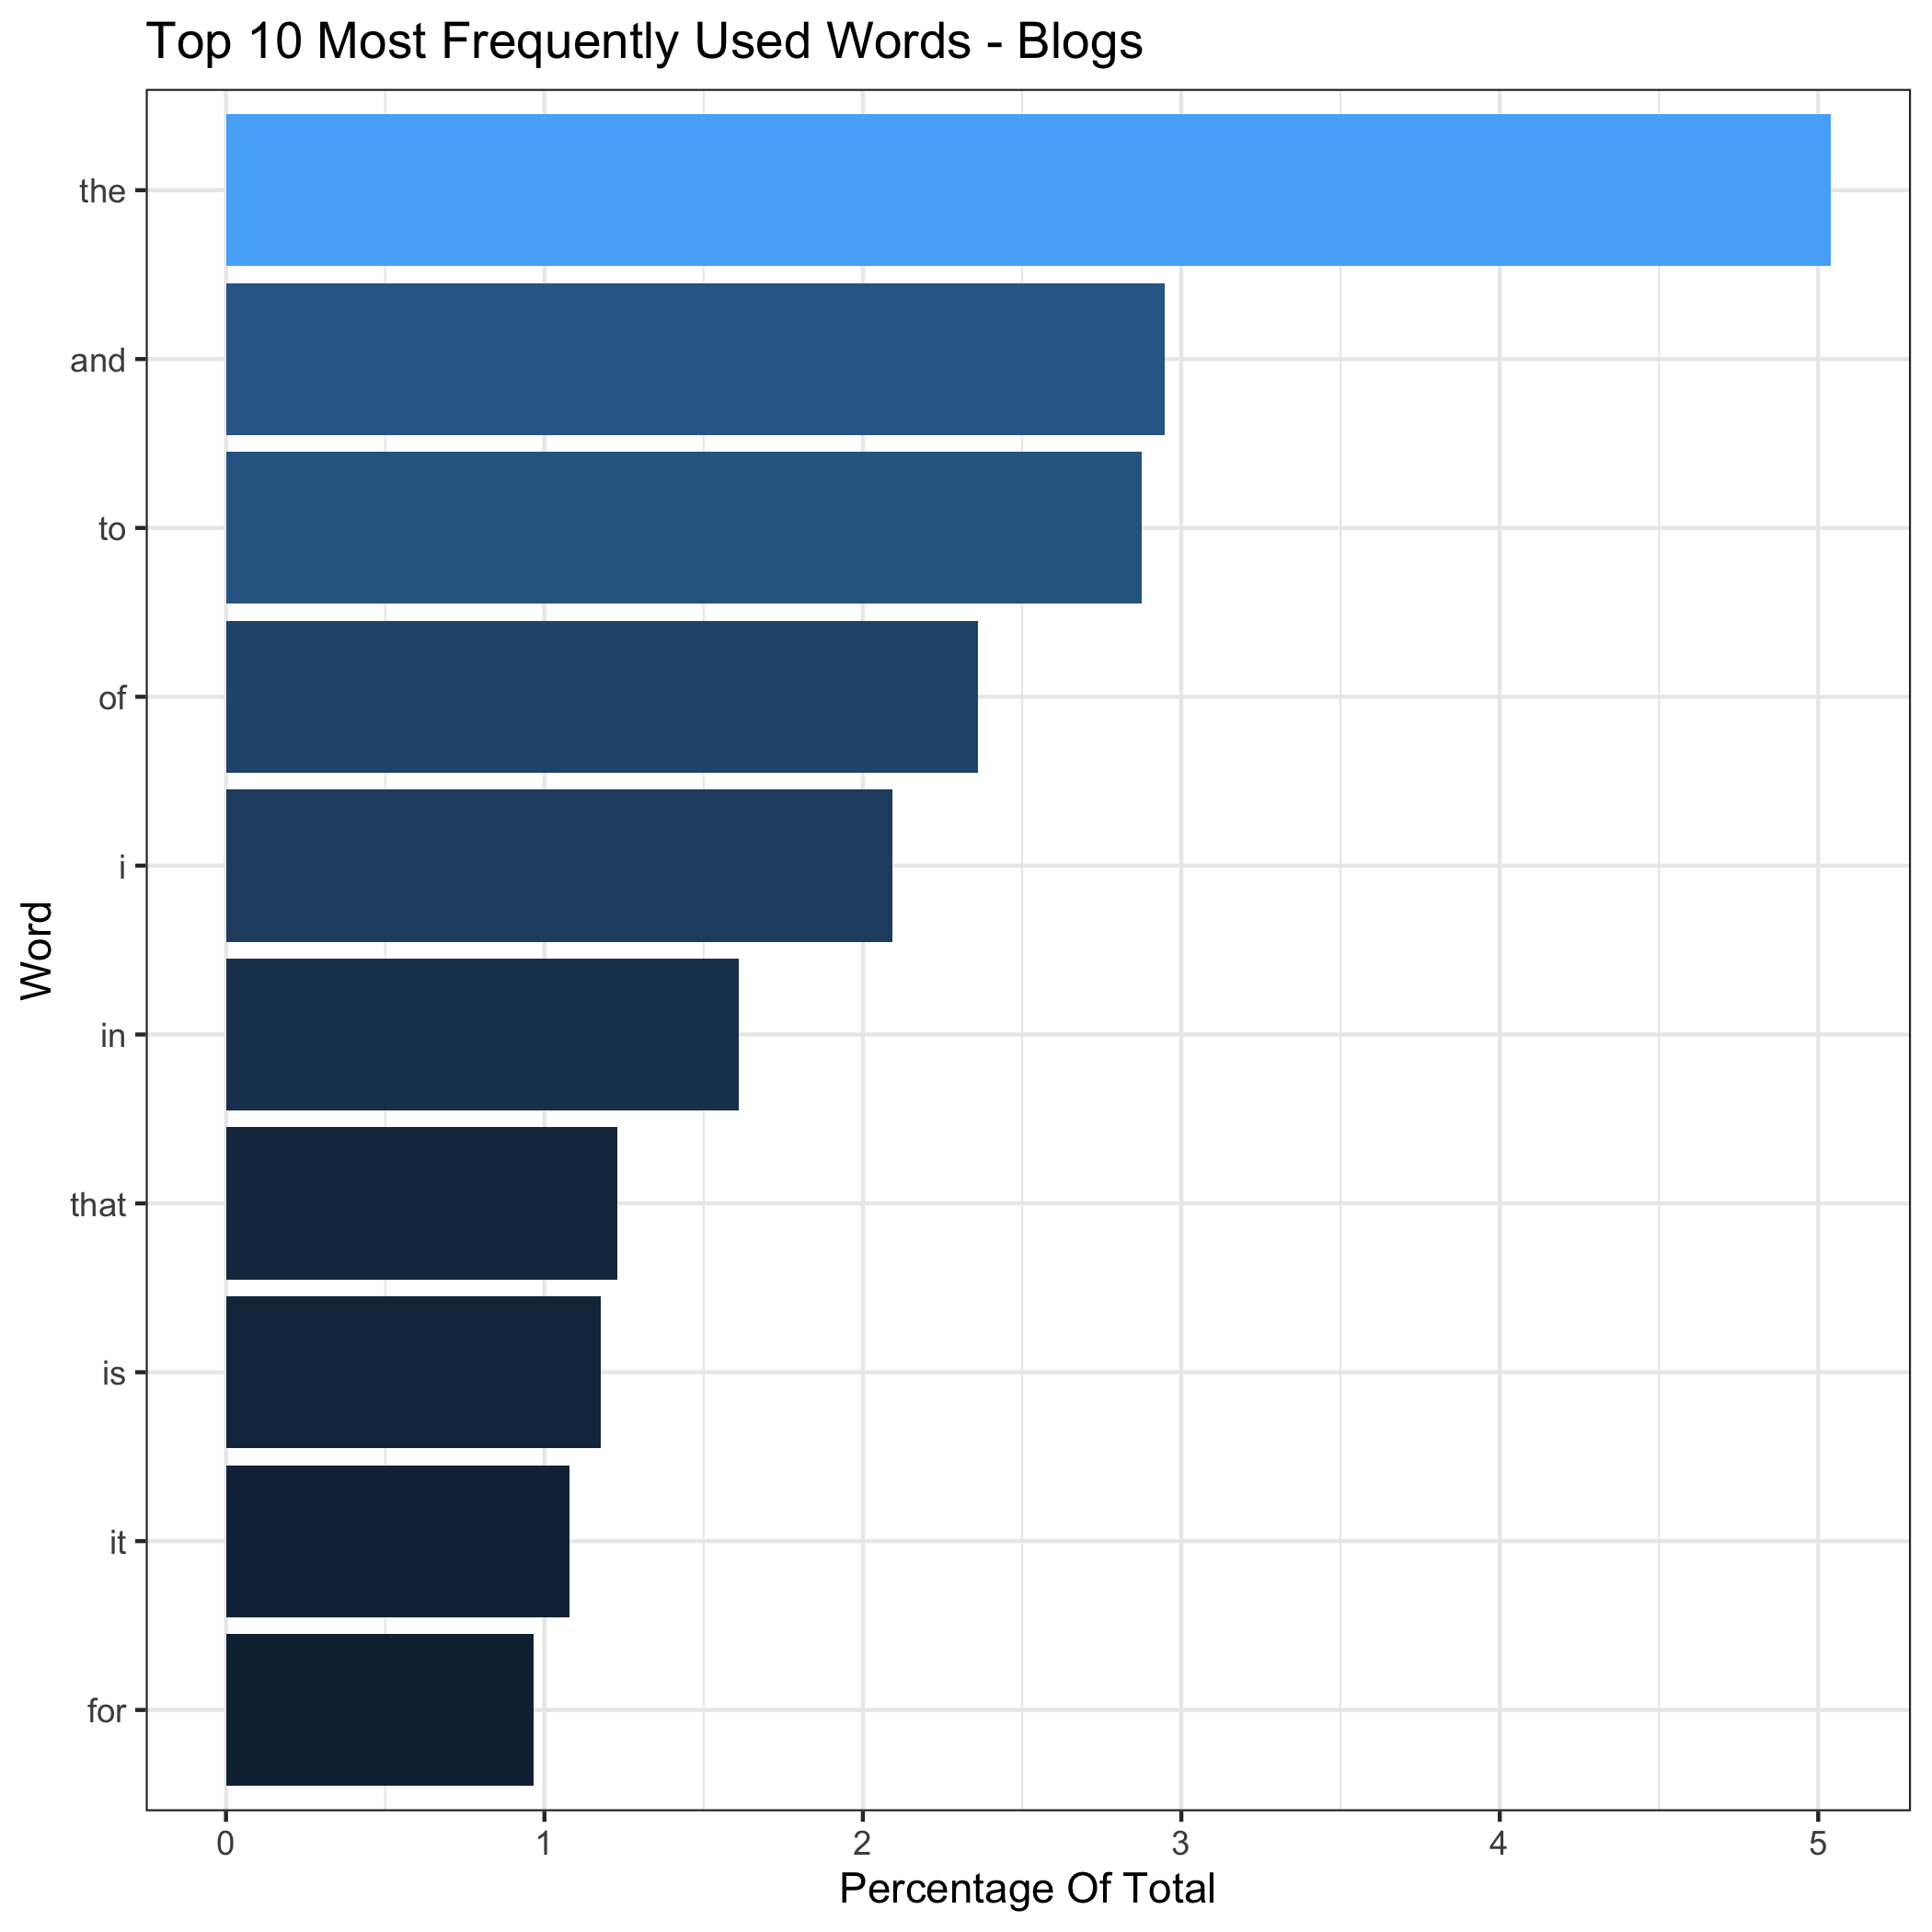 Top 10 Most Frequently Used Words - Blogs
the
and
to
of
i
in
that
is
it
for
Word
0 1 2 3 4 5
Percentage Of Total